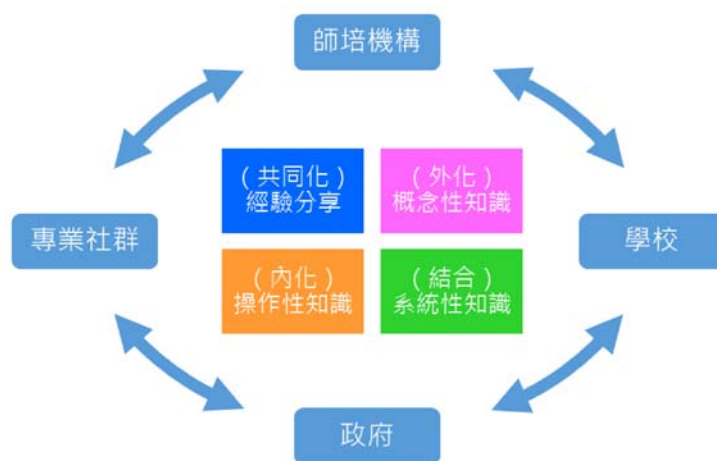 師培機構
（共同化）
經驗分享
（外化）
概念性知識
專業社群
學校
（內化）
操作性知識
（結合）
系統性知識
政府